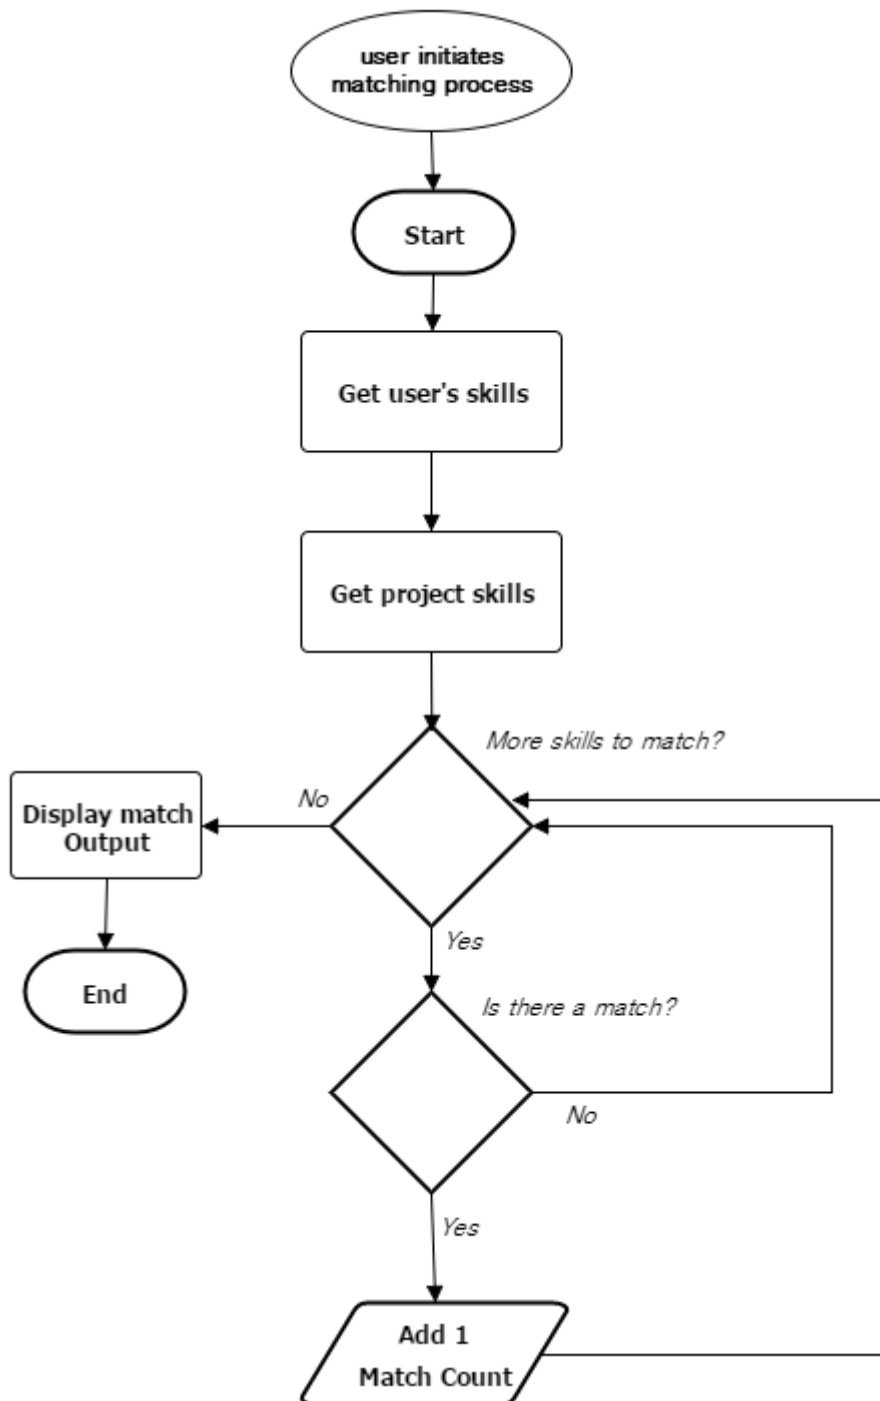 user initiates
matching process
Start
Get user's skills
Get project skills
More skills to match?
No
Display match
Output
Yes
End
Is there a match?
No
Yes
Add 1
Match Count